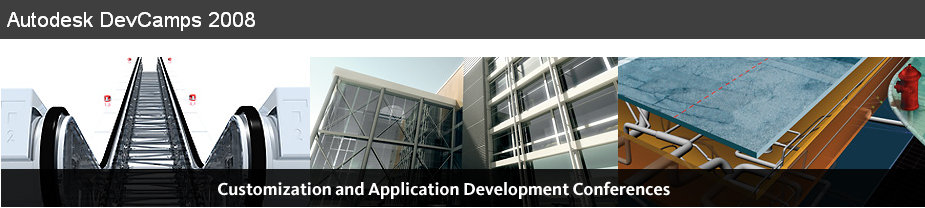 Autodesk DevCamps 2008
Customization and Application Development Conferences